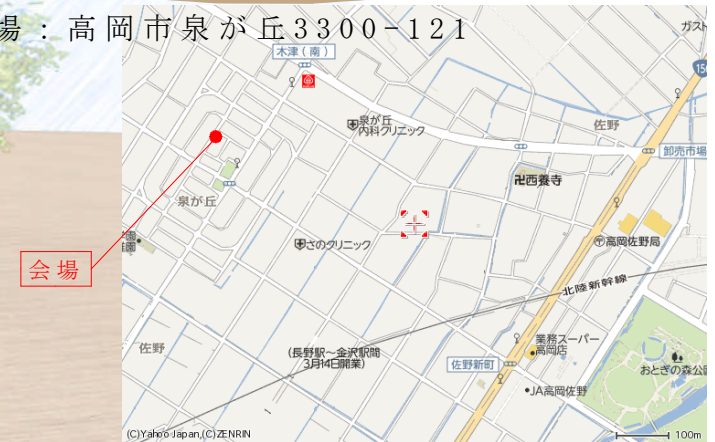 場：高岡市泉が丘3300-121
ガスト
木津（南）
156
泉が丘
内科クリニック
佐野
卸売市場
西養寺
泉が丘
さのクリニック
高岡佐野局
会場
北陸新幹線
佐野
（長野駅～金沢駅間
3月14日開業）
業務スーパー
高岡店
佐野新町
おとぎの森公園
JA高岡佐野
(C)Yahoo Japan,(C)ZENRIN
100m